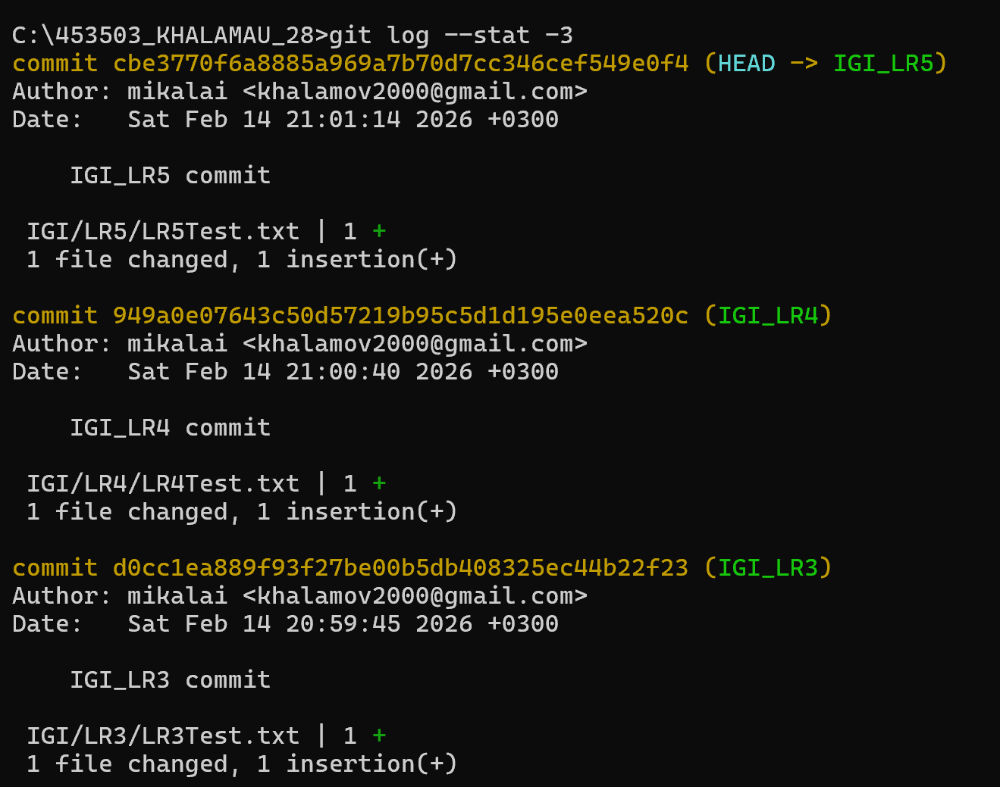 C:\453503_KHALAMAU_28>git log --stat -3
commit cbe3770f6a8885a969a7b70d7cc346cef549e0f4 (HEAD -> IGI_LR5)
Author: mikalai <khalamov2000@gmail.com>
Date:   Sat Feb 14 21:01:14 2026 +0300
    IGI_LR5 commit
 IGI/LR5/LR5Test.txt | 1 +
 1 file changed, 1 insertion(+)
commit 949a0e07643c50d57219b95c5d1d195e0eea520c (IGI_LR4)
Author: mikalai <khalamov2000@gmail.com>
Date:   Sat Feb 14 21:00:40 2026 +0300
    IGI_LR4 commit
 IGI/LR4/LR4Test.txt | 1 +
 1 file changed, 1 insertion(+)
commit d0cc1ea889f93f27be00b5db408325ec44b22f23 (IGI_LR3)
Author: mikalai <khalamov2000@gmail.com>
Date:   Sat Feb 14 20:59:45 2026 +0300
    IGI_LR3 commit
 IGI/LR3/LR3Test.txt | 1 +
 1 file changed, 1 insertion(+)